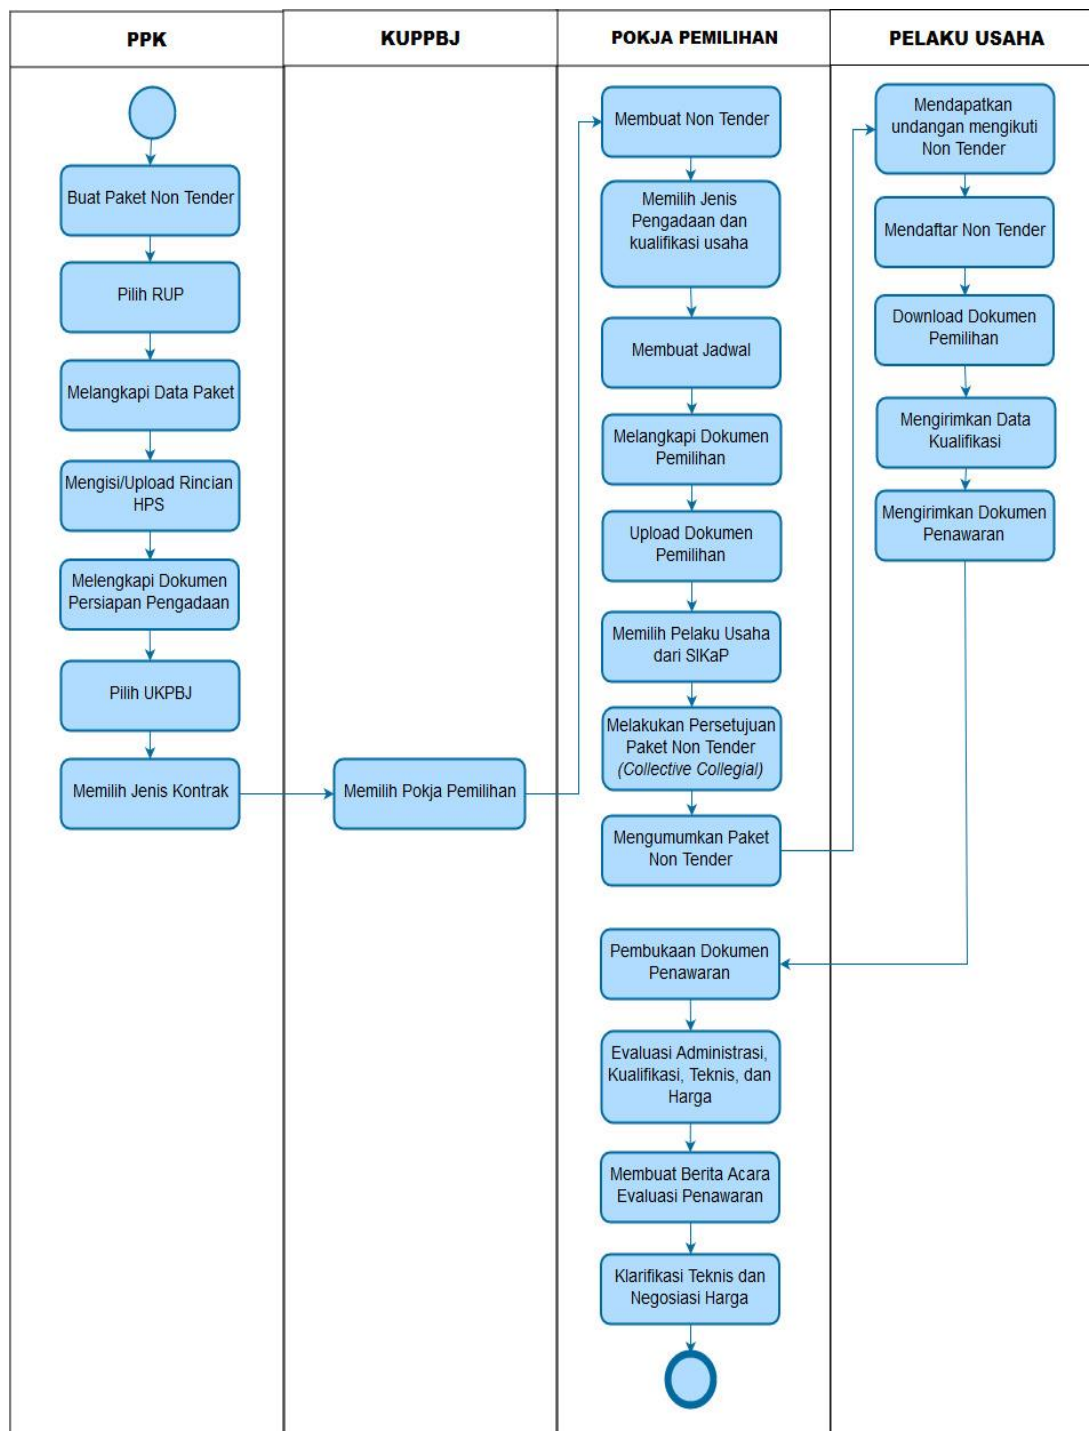 PPK
KUPPBJ
POKJA PEMILIHAN
PELAKU USAHA
Buat Paket Non Tender
Pilih RUP
Melangkapi Data Paket
Mengisi/Upload Rincian
HPS
Melengkapi Dokumen
Persiapan Pengadaan
Pilih UKPBJ
Memilih Jenis Kontrak
Memilih Pokja Pemilihan
Membuat Non Tender
Memilih Jenis
Pengadaan dan
kualifikasi usaha
Membuat Jadwal
Melangkapi Dokumen
Pemilihan
Upload Dokumen
Pemilihan
Memilih Pelaku Usaha
dari SIKaP
Melakukan Persetujuan
Paket Non Tender
(Collective Collegial)
Mengumumkan Paket
Non Tender
Mendapatkan
undangan mengikuti
Non Tender
Mendaftar Non Tender
Download Dokumen
Pemilihan
Mengirimkan Data
Kualifikasi
Mengirimkan Dokumen
Penawaran
Pembukaan Dokumen
Penawaran
Evaluasi Administrasi,
Kualifikasi, Teknis, dan
Harga
Membuat Berita Acara
Evaluasi Penawaran
Klarifikasi Teknis dan
Negosiasi Harga